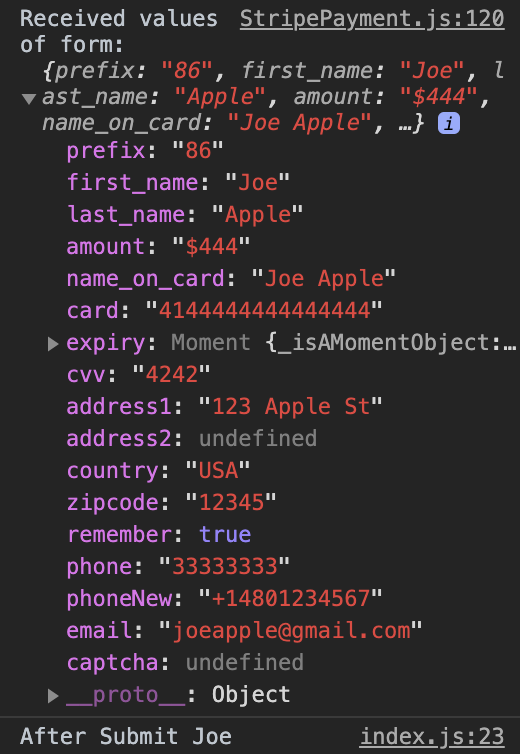 Received values StripePayment.js:120
of form:
{prefix: "86", first_name: "Joe", l
ast_name: "Apple", amount: "$444",
name_on_card: "Joe Apple", …} i
prefix: "86"
first_name: "Joe"
last_name: "Apple"
amount: "$444"
name_on_card: "Joe Apple"
card: "4144444444444444"
expiry: Moment {_isAMomentObject:…
cvv: "4242"
address1: "123 Apple St"
address2: undefined
country: "USA"
zipcode: "12345"
remember: true
phone: "33333333"
phoneNew: "+14801234567"
email: "joeapple@gmail.com"
captcha: undefined
__proto__: Object
After Submit Joe index.js:23